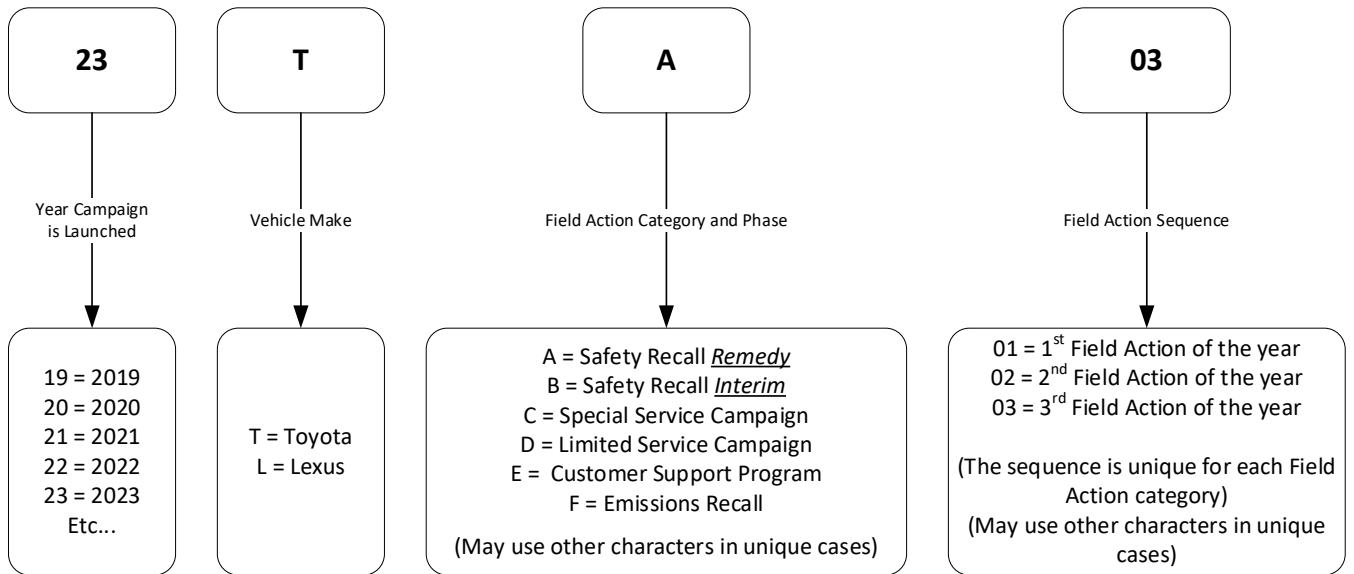 23
T
A
03
Year Campaign
is Launched
Vehicle Make
Field Action Category and Phase
Field Action Sequence
19 = 2019
20 = 2020
21 = 2021
22 = 2022
23 = 2023
Etc...
T = Toyota
L = Lexus
A = Safety Recall Remedy
B = Safety Recall Interim
C = Special Service Campaign
D = Limited Service Campaign
E =  Customer Support Program
F = Emissions Recall
(May use other characters in unique cases)
01 = 1st Field Action of the year
02 = 2nd Field Action of the year
03 = 3rd Field Action of the year
(The sequence is unique for each Field
Action category)
(May use other characters in unique
cases)